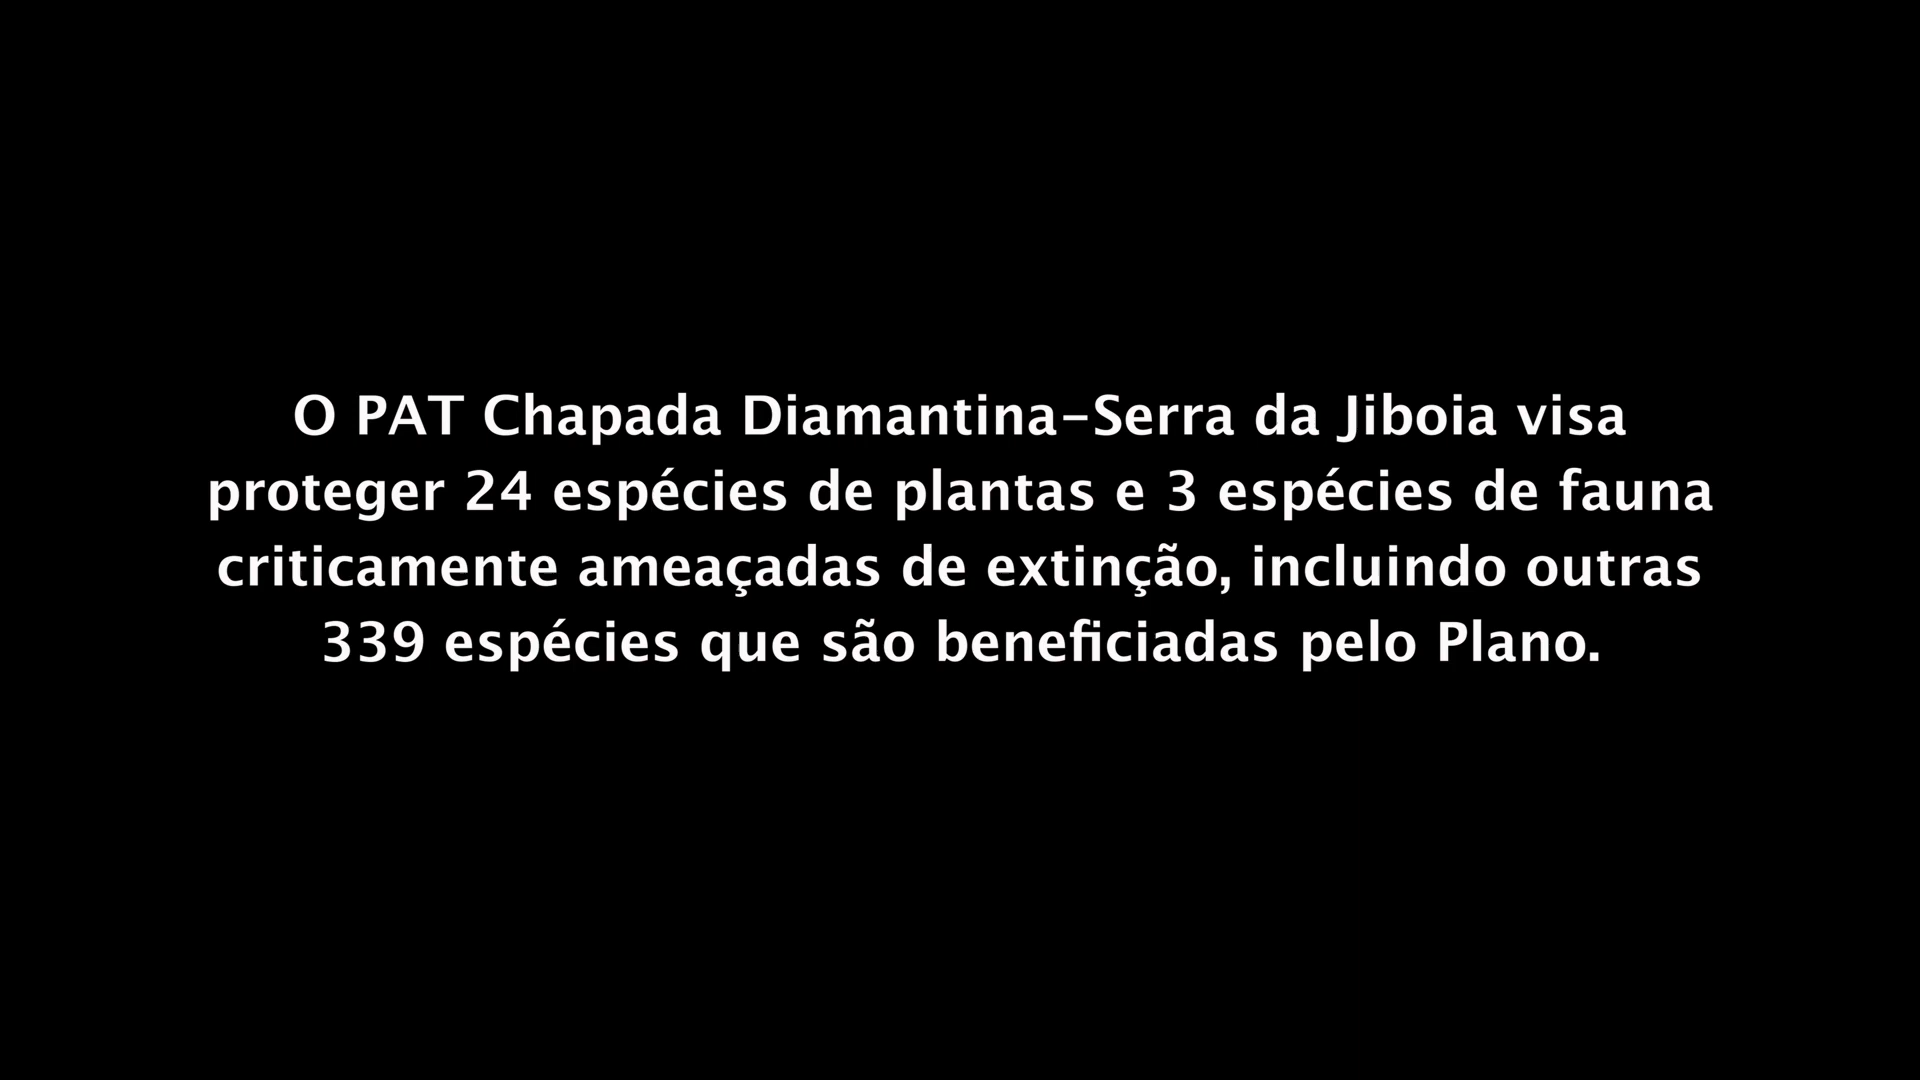 O PAT Chapada Diamantina-Serra da Jiboia visa
proteger 24 espécies de plantas e 3 espécies de fauna
criticamente ameaçadas de extinção, incluindo outras
339 espécies que são beneficiadas pelo Plano.